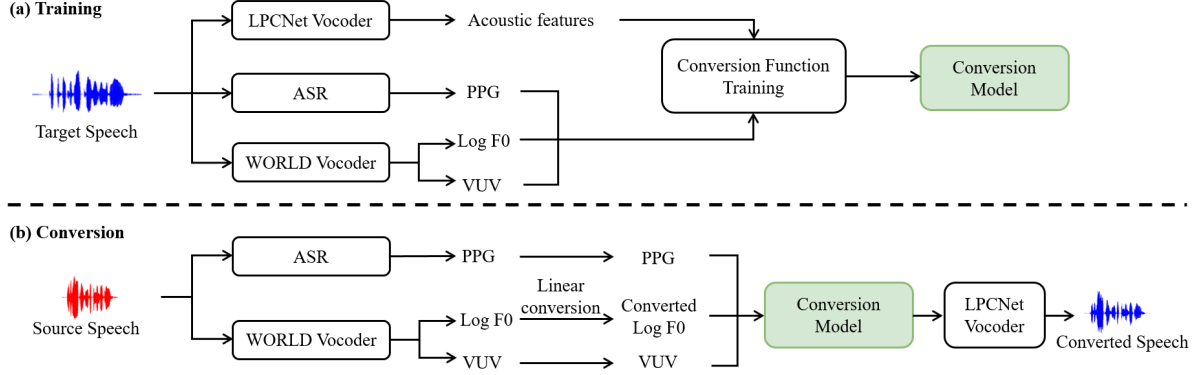 (a) Training
LPCNet Vocoder
Acoustic features
Conversion Function
Training
Conversion
Model
ASR
PPG
Target Speech
WORLD Vocoder
Log F0
VUV
(b) Conversion
ASR
PPG
PPG
Source Speech
WORLD Vocoder
Log F0
Linear
conversion
Converted
Log F0
VUV
VUV
Conversion
Model
LPCNet
Vocoder
Converted Speech